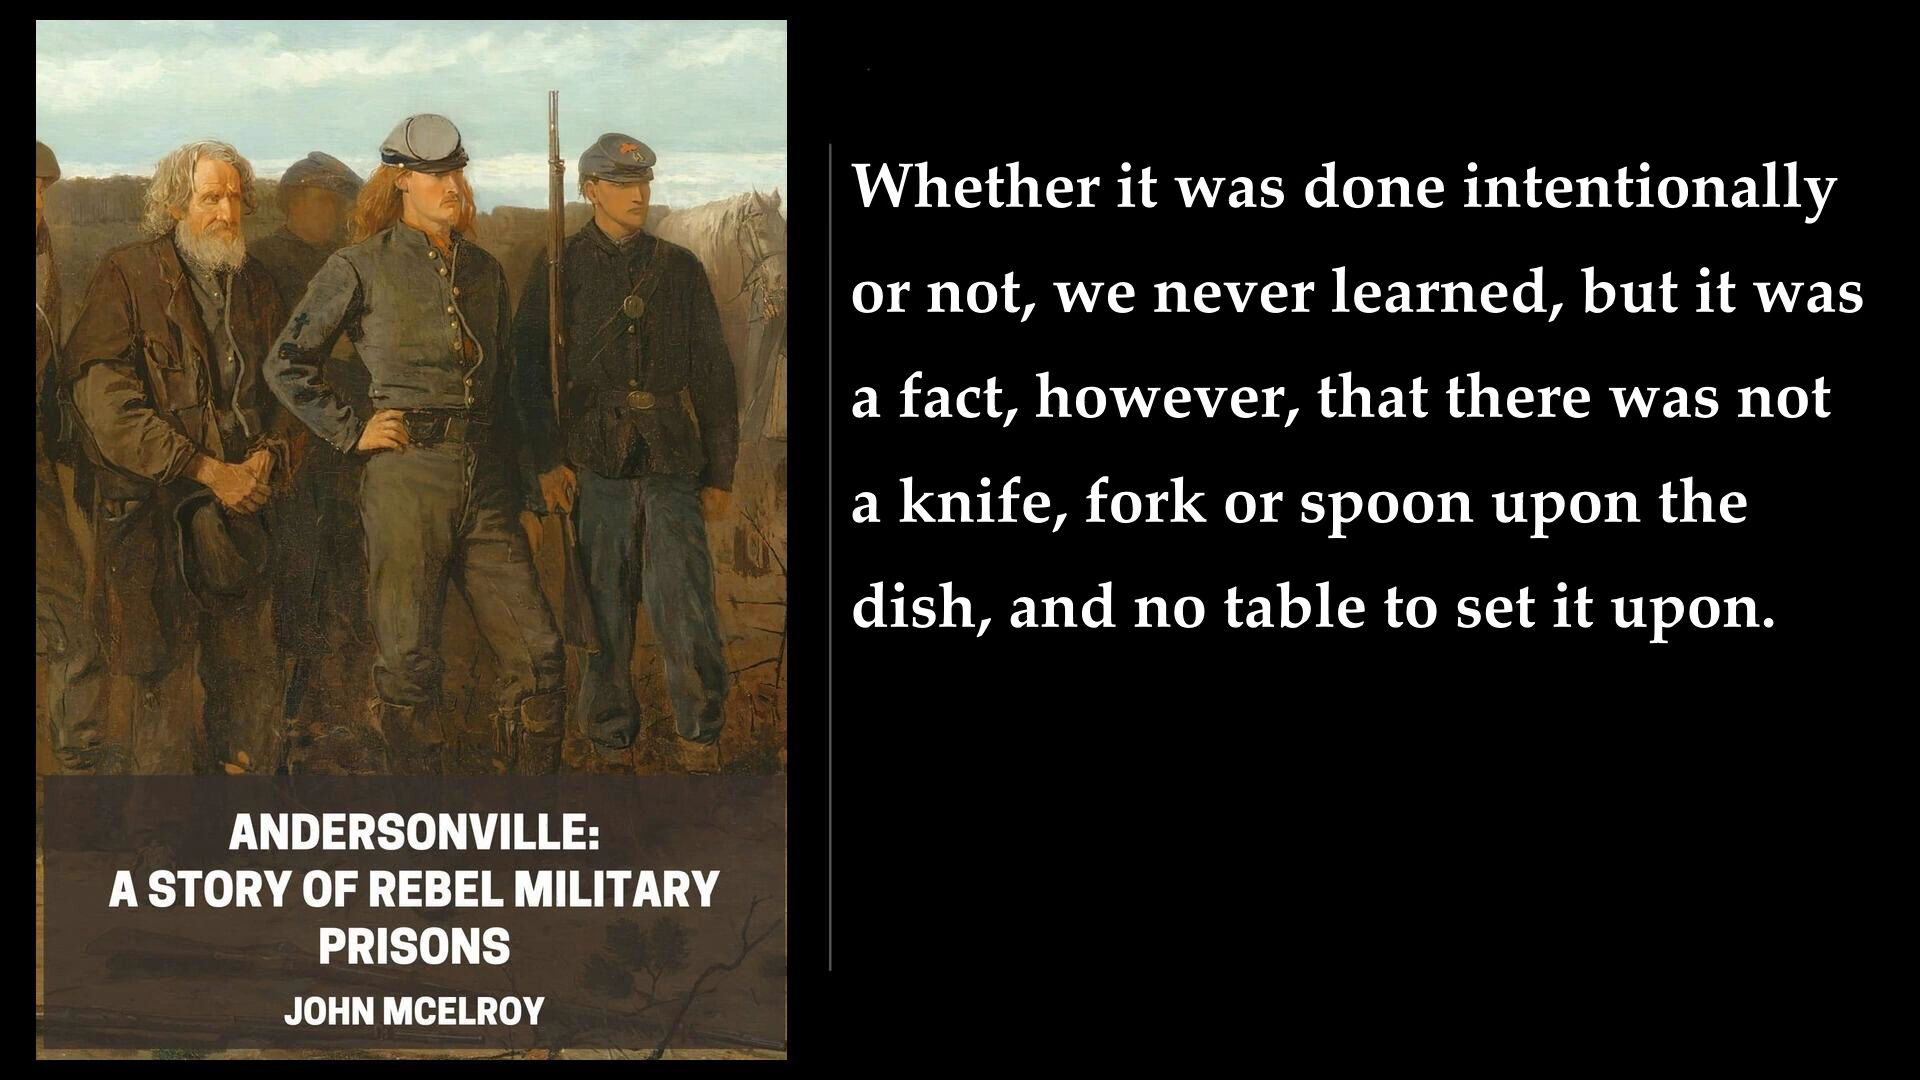 ANDERSONVILLE:
A STORY OF REBEL MILITARY
PRISONS
JOHN MCELROY
Whether it was done intentionally
or not, we never learned, but it was
a fact, however, that there was not
a knife, fork or spoon upon the
dish, and no table to set it upon.